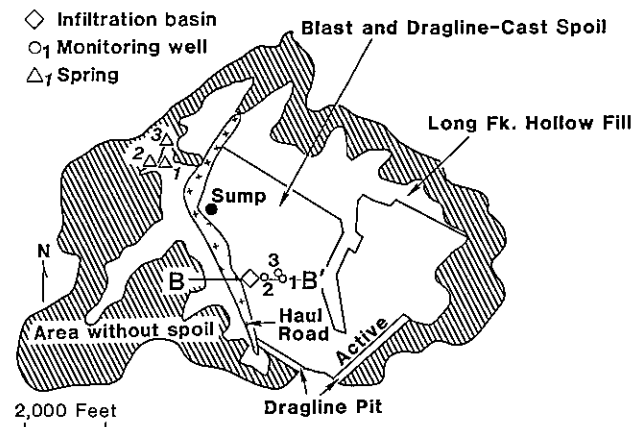 Infiltration basin
1 Monitoring well
1 Spring
Blast and Dragline-Cast Spoil
Long Fk. Hollow Fill
3
2
1
Sump
N
B
3
2
1
B'
Haul
Road
Area without spoil
Active
Dragline Pit
2,000 Feet